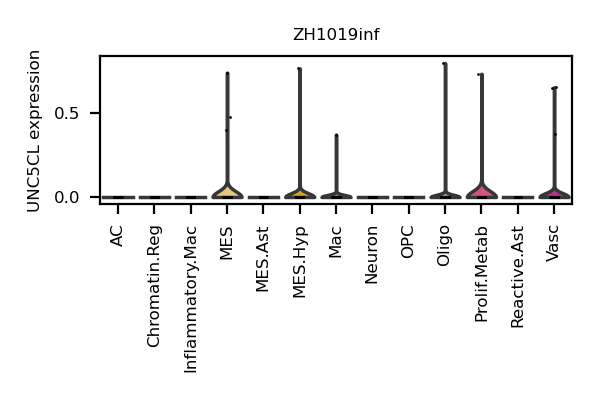 ZH1019inf
UNC5CL expression
0.5
0.0
AC
Chromatin.Reg
Inflammatory.Mac
MES
MES.Ast
MES.Hyp
Mac
Neuron
OPC
Oligo
Prolif.Metab
Reactive.Ast
Vasc